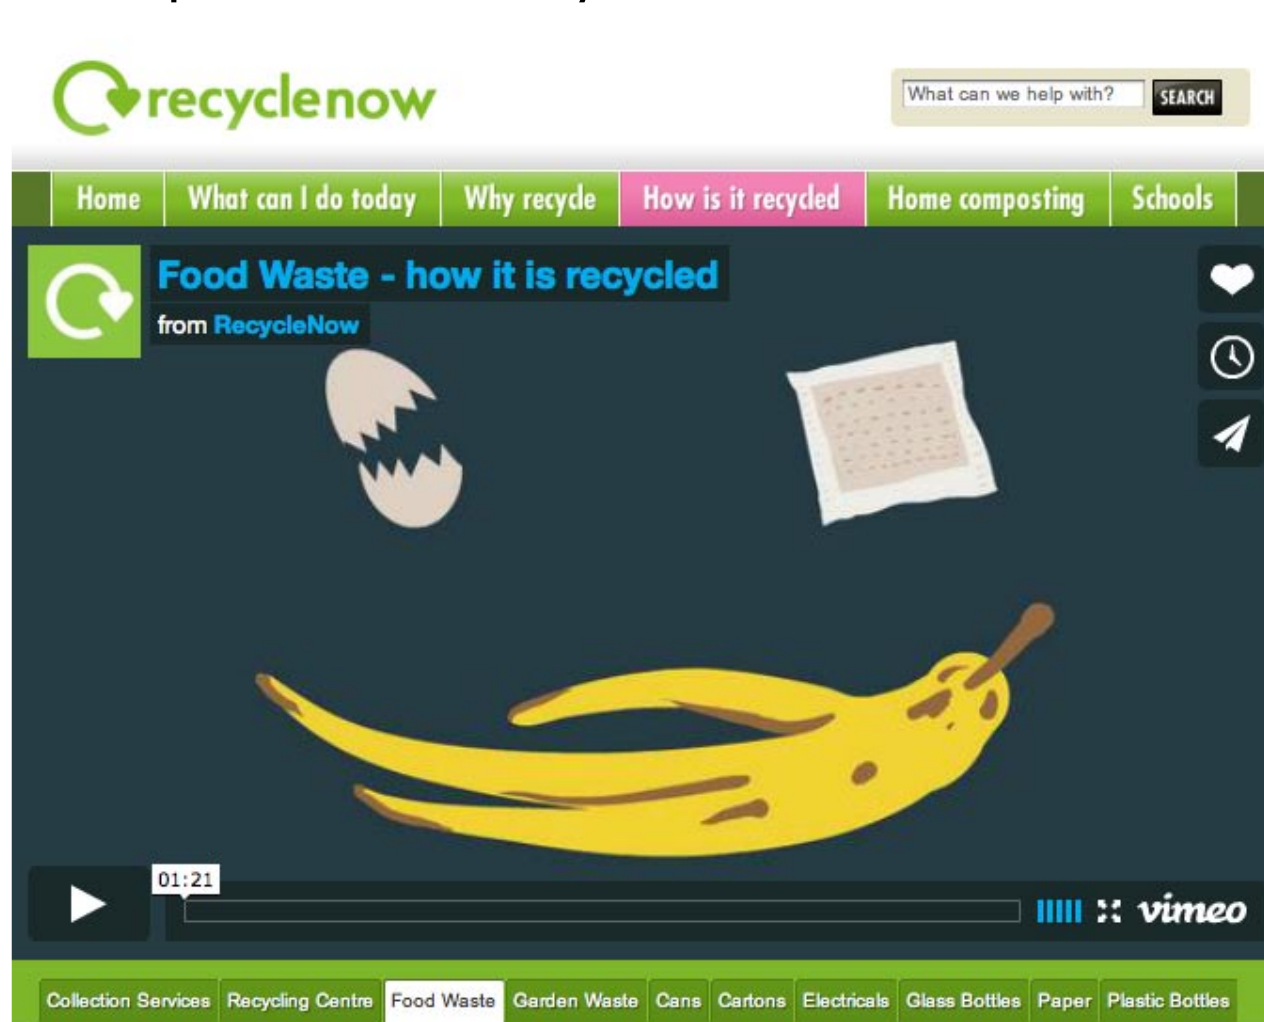 recyclenow
What can we help with? SEARCH
Home What can I do today Why recycle How is it recycled Home composting Schools
Food Waste - how it is recycled
from RecycleNow
01:21
vimeo
Collection Services Recycling Centre Food Waste Garden Waste Cans Cartons Electricals Glass Bottles Paper Plastic Bottles